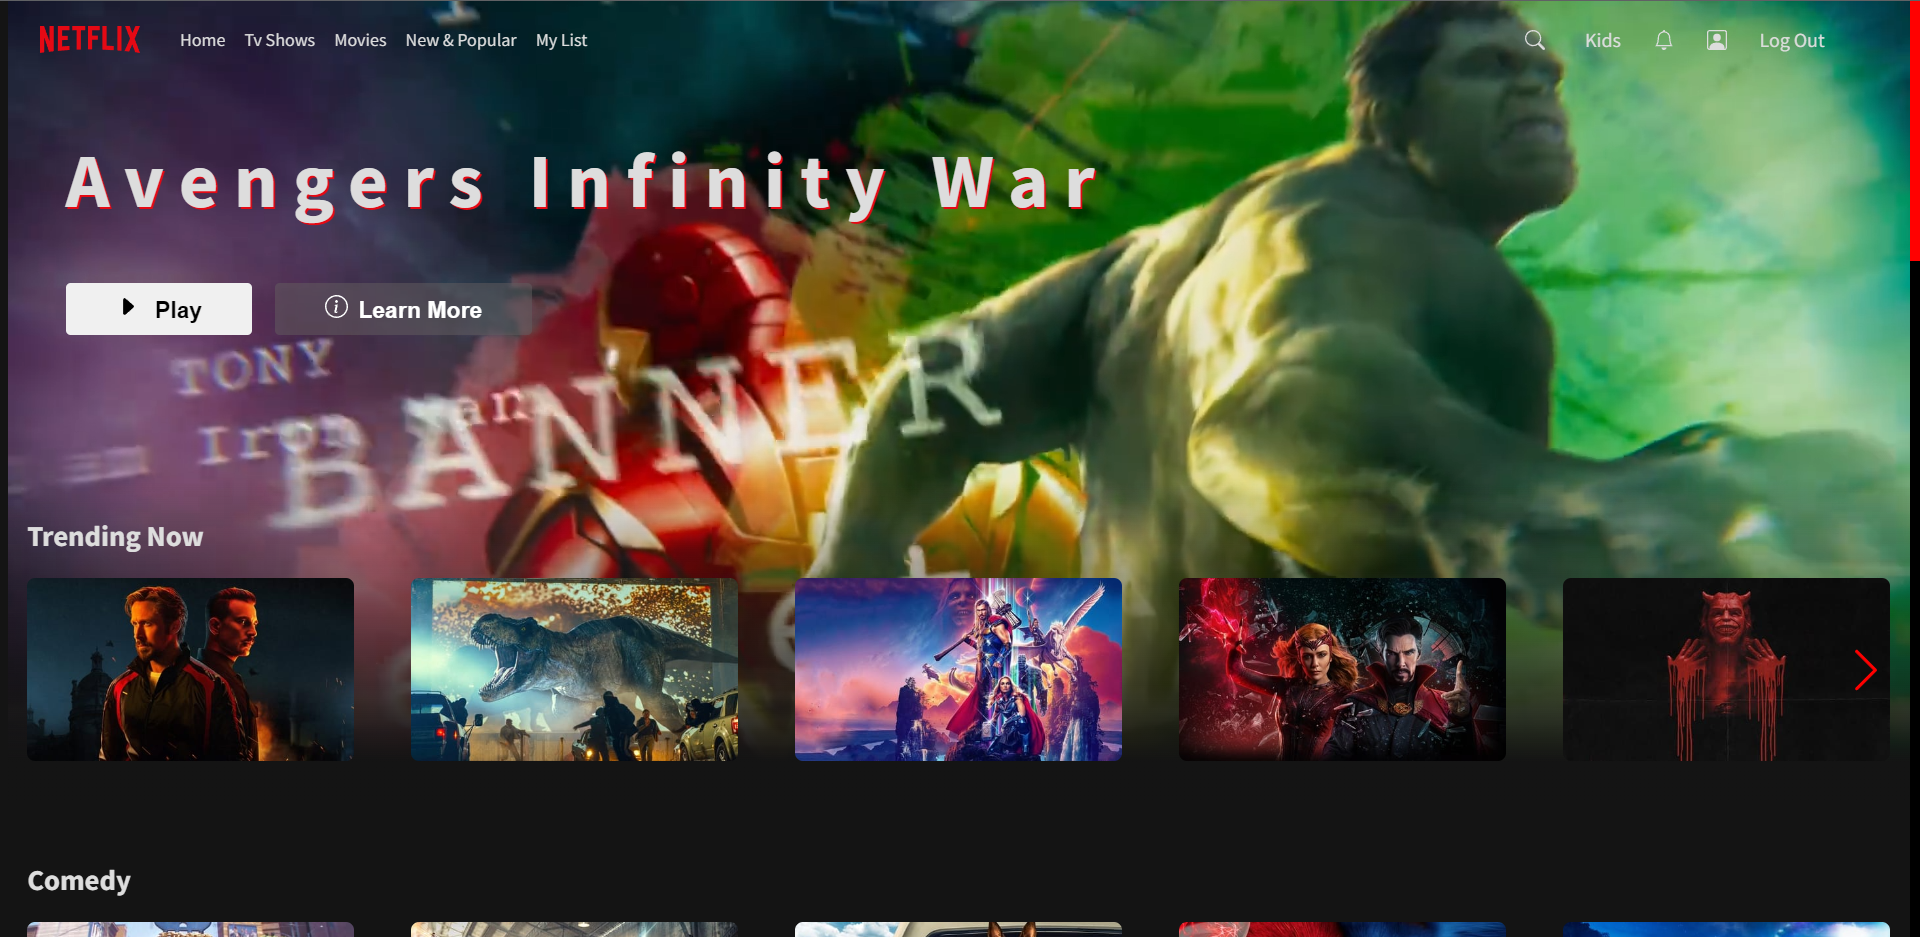 NETFLIX
Home Tv Shows Movies New & Popular My List
Kids Log Out
Avengers Infinity War
Play Learn More
TONY
Iron Man
BANNER
Trending Now
Comedy